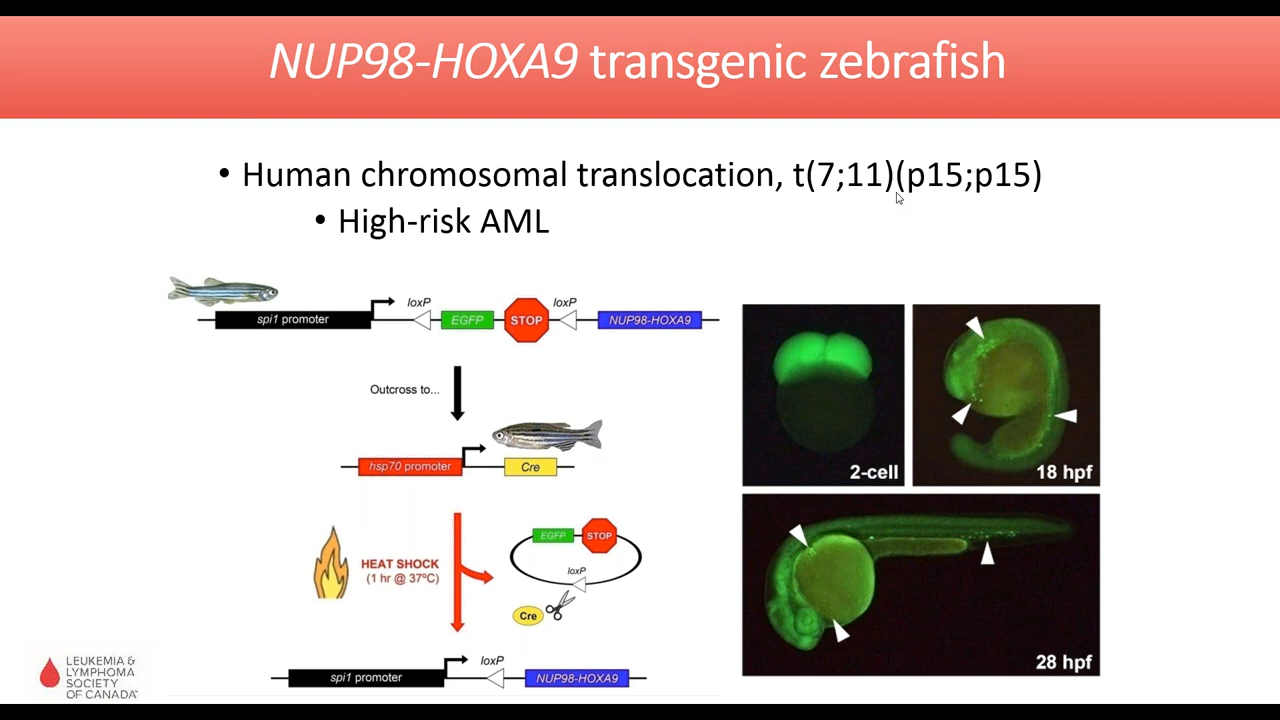 NUP98-HOXA9 transgenic zebrafish
• Human chromosomal translocation, t(7;11)(p15;p15)
• High-risk AML
spi1 promoter
loxP
EGFP
STOP
loxP
NUP98-HOXA9
Outcross to...
hsp70 promoter
Cre
HEAT SHOCK
(1 hr @ 37ºC)
EGFP
STOP
loxP
Cre
spi1 promoter
loxP
NUP98-HOXA9
2-cell
18 hpf
28 hpf
LEUKEMIA &
LYMPHOMA
SOCIETY
OF CANADA